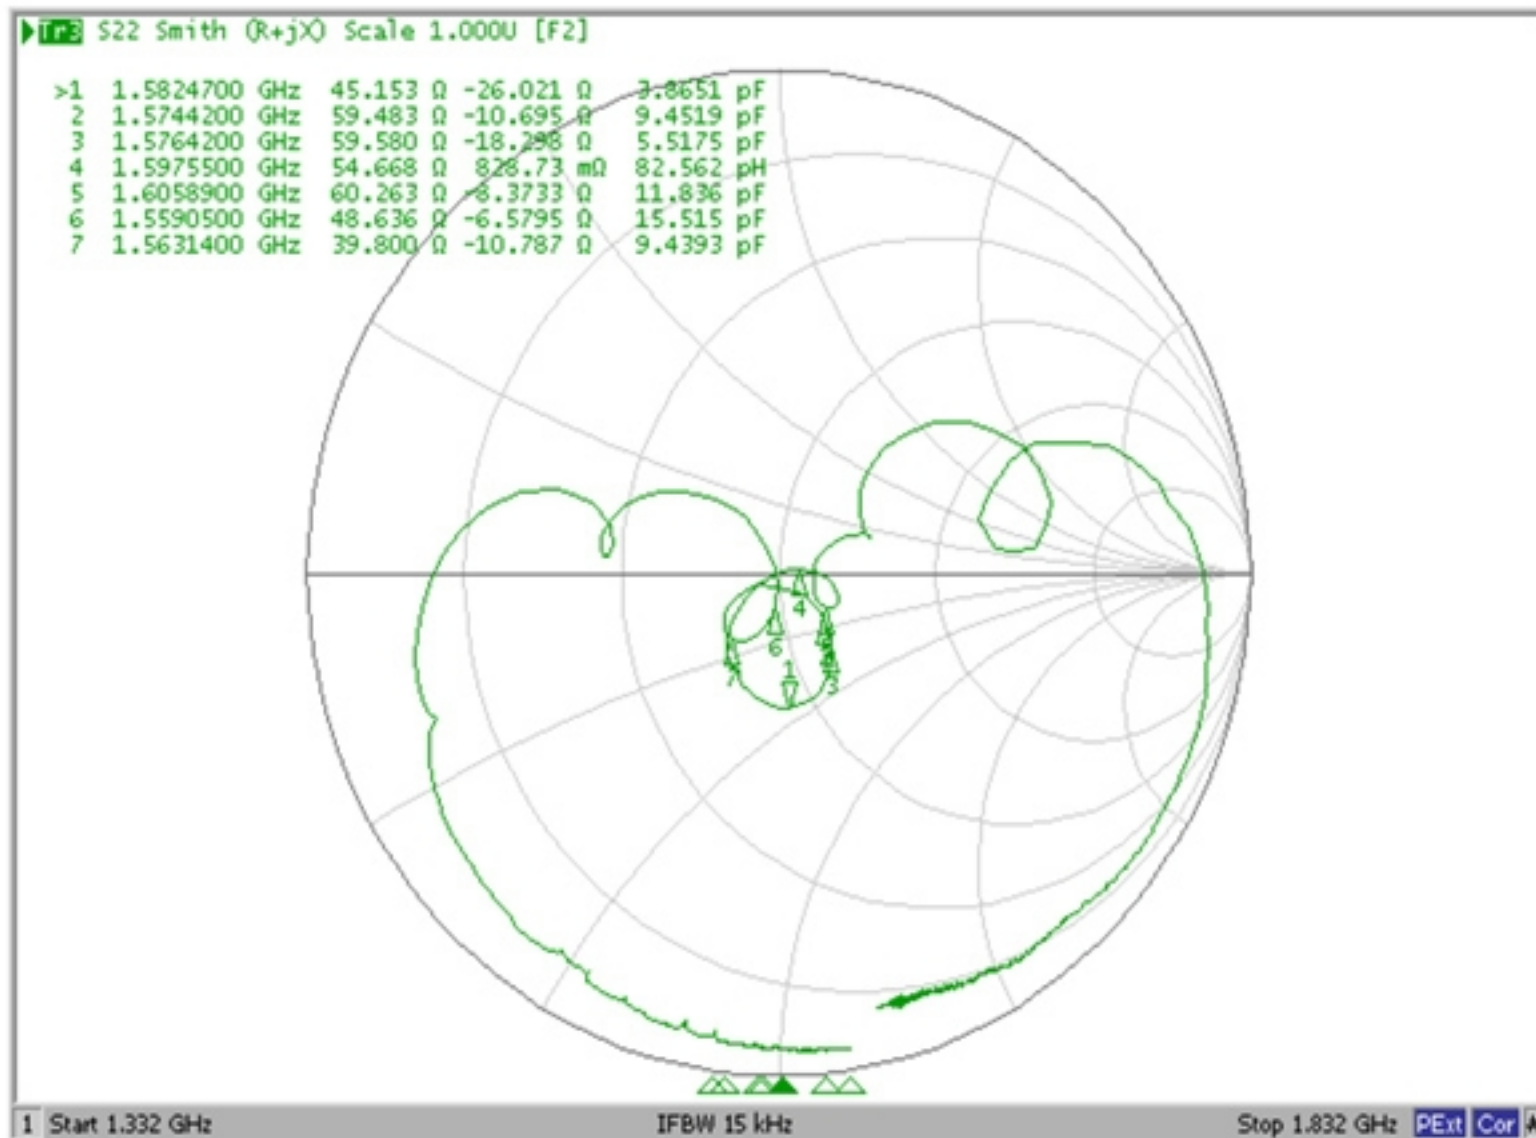 Tr3 S22 Smith (R+jX) Scale 1.000U [F2]
>1 1.5824700 GHz 45.153 Ω -26.021 Ω 3.8651 pF
2 1.5744200 GHz 59.483 Ω -10.695 Ω 9.4519 pF
3 1.5764200 GHz 59.580 Ω -18.298 Ω 5.5175 pF
4 1.5975500 GHz 54.668 Ω 828.73 mΩ 82.562 pH
5 1.6058900 GHz 60.263 Ω -8.3733 Ω 11.836 pF
6 1.5590500 GHz 48.636 Ω -6.5795 Ω 15.515 pF
7 1.5631400 GHz 39.800 Ω -10.787 Ω 9.4393 pF
4
6
7
1
3
1 Start 1.332 GHz IFBW 15 kHz Stop 1.832 GHz PExt Cor